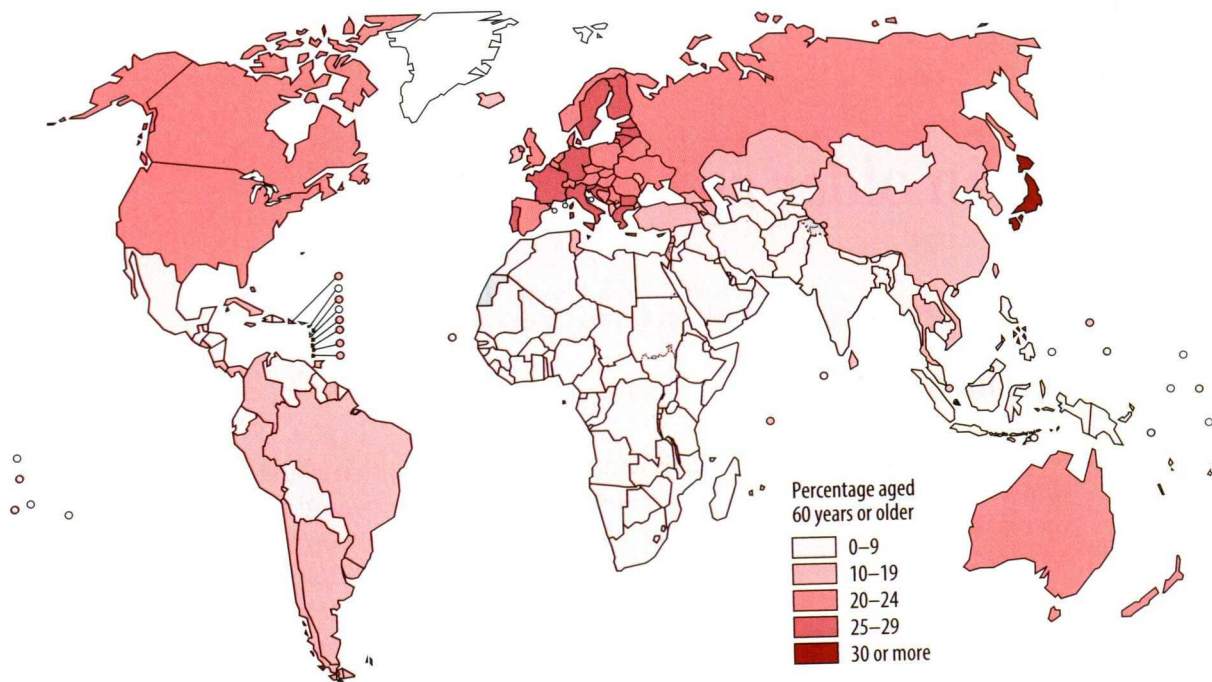 Percentage aged
60 years or older
0–9
10–19
20–24
25–29
30 or more